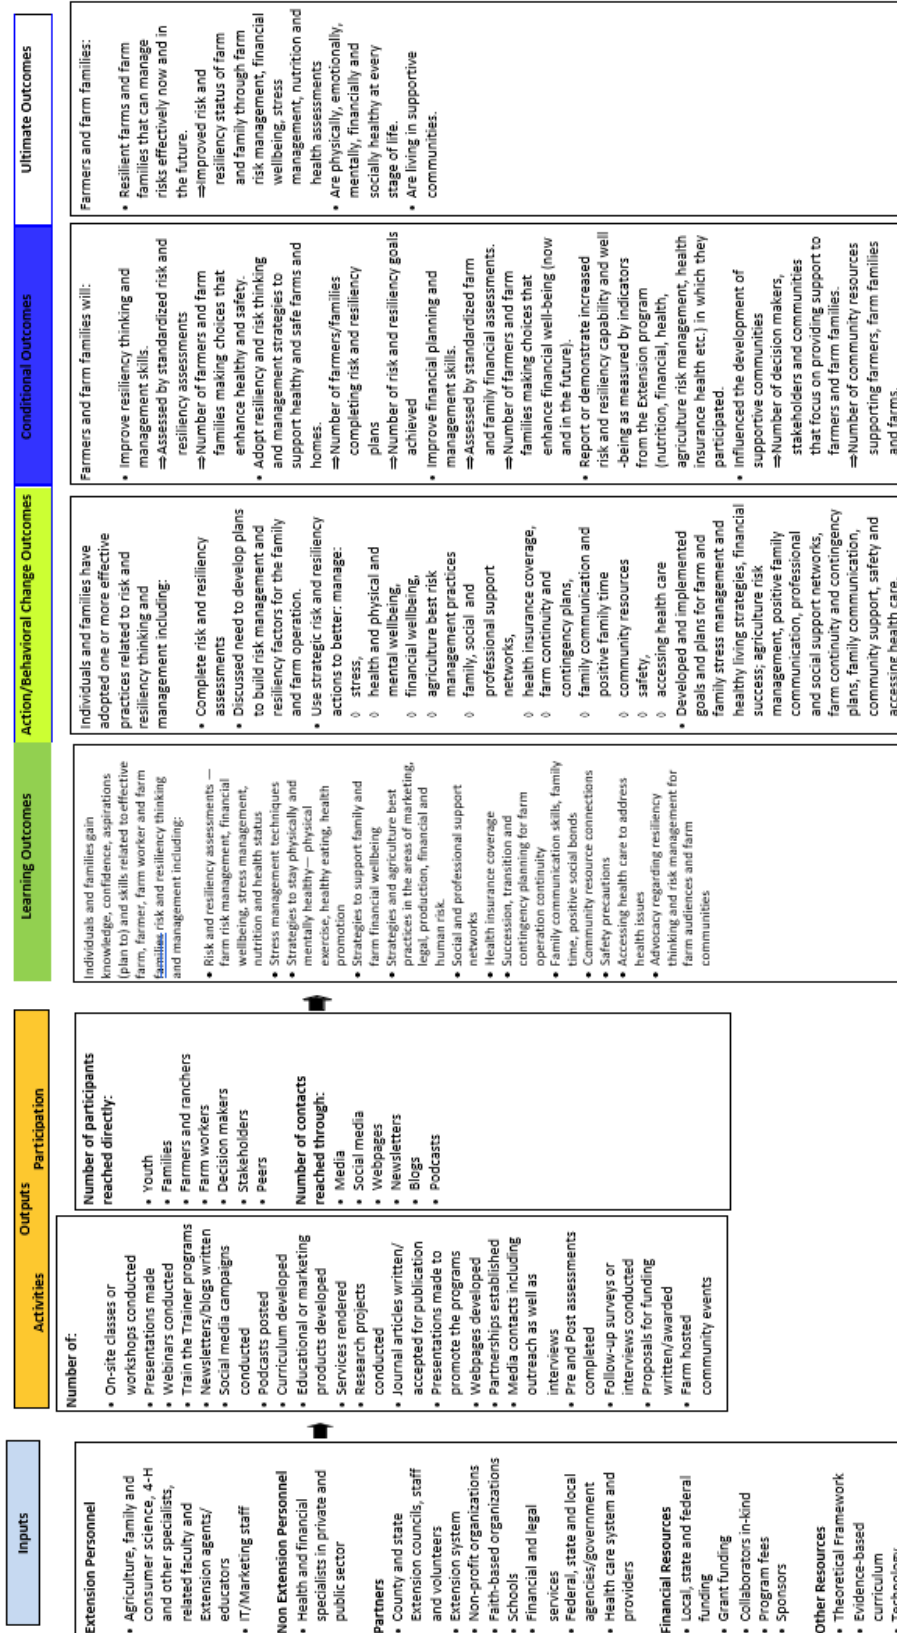 Inputs
Outputs
Activities
Participation
Learning Outcomes
Action/Behavioral Change Outcomes
Conditional Outcomes
Ultimate Outcomes
Extension Personnel
• Agriculture, family and
consumer science, 4-H
and other specialists,
related faculty and
Extension agents/
educators
• IT/Marketing staff
Non Extension Personnel
• Health and financial
specialists in private and
public sector
Partners
• County and state
Extension councils, staff
and volunteers
• Extension system
• Non-profit organizations
• Faith-based organizations
• Schools
• Financial and legal
services
• Federal, state and local
agencies/government
• Health care system and
providers
Financial Resources
• Local, state and federal
funding
• Grant funding
• Collaborators in-kind
• Program fees
• Sponsors
Other Resources
• Theoretical Framework
• Evidence-based
curriculum
• Technology
Number of:
• On-site classes or
workshops conducted
• Presentations made
• Webinars conducted
• Train the Trainer programs
• Newsletters/blogs written
• Social media campaigns
conducted
• Podcasts posted
• Curriculum developed
• Educational or marketing
products developed
• Services rendered
• Research projects
conducted
• Journal articles written/
accepted for publication
• Presentations made to
promote the programs
• Webpages developed
• Partnerships established
• Media contacts including
outreach as well as
interviews
• Pre and Post assessments
completed
• Follow-up surveys or
interviews conducted
• Proposals for funding
written/awarded
• Farm hosted
community events
Number of participants
reached directly:
• Youth
• Families
• Farmers and ranchers
• Farm workers
• Decision makers
• Stakeholders
• Peers
Number of contacts
reached through:
• Media
• Social media
• Webpages
• Newsletters
• Blogs
• Podcasts
Individuals and families gain
knowledge, confidence, aspirations
(plan to) and skills related to effective
farm, farmer, farm worker and farm
families risk and resiliency thinking
and management including:
• Risk and resiliency assessments —
farm risk management, financial
wellbeing, stress management,
nutrition and health status
• Stress management techniques
• Strategies to stay physically and
mentally healthy— physical
exercise, healthy eating, health
promotion
• Strategies to support family and
farm financial wellbeing
• Strategies and agriculture best
practices in the areas of marketing,
legal, production, financial and
human risk.
• Social and professional support
networks
• Health insurance coverage
• Succession, transition and
contingency planning for farm
operation continuity
• Family communication skills, family
time, positive social bonds
• Community resource connections
• Safety precautions
• Accessing health care to address
health issues
• Advocacy regarding resiliency
thinking and risk management for
farm audiences and farm
communities
Individuals and families have
adopted one or more effective
practices related to risk and
resiliency thinking and
management including:
• Complete risk and resiliency
assessments
• Discussed need to develop plans
to build risk management and
resiliency factors for the family
and farm operation.
• Use strategic risk and resiliency
actions to better: manage:
◊ stress,
◊ health and physical and
mental wellbeing,
◊ financial wellbeing,
◊ agriculture best risk
management practices
◊ family, social and
professional support
networks,
◊ health insurance coverage,
◊ farm continuity and
contingency plans,
◊ family communication and
positive family time
◊ community resources
◊ safety,
◊ accessing health care
• Developed and implemented
goals and plans for farm and
family stress management and
healthy living strategies, financial
success; agriculture risk
management, positive family
communication, professional
and social support networks,
farm continuity and contingency
plans, family communication,
community support, safety and
accessing health care
Farmers and farm families will:
• Improve resiliency thinking and
management skills.
⇒Assessed by standardized risk and
resiliency assessments
⇒Number of farmers and farm
families making choices that
enhance healthy and safety.
• Adopt resiliency and risk thinking
and management strategies to
support healthy and safe farms and
homes.
⇒Number of farmers/families
completing risk and resiliency
plans
⇒Number of risk and resiliency goals
achieved
• Improve financial planning and
management skills.
⇒Assessed by standardized farm
and family financial assessments.
⇒Number of farmers and farm
families making choices that
enhance financial well-being (now
and in the future).
• Report or demonstrate increased
risk and resiliency capability and well
-being as measured by indicators
from the Extension program
(nutrition, financial, health,
agriculture risk management, health
insurance health etc.) in which they
participated.
• Influenced the development of
supportive communities
⇒Number of decision makers,
stakeholders and communities
that focus on providing support to
farmers and farm families.
⇒Number of community resources
supporting farmers, farm families
and farms.
Farmers and farm families:
• Resilient farms and farm
families that can manage
risks effectively now and in
the future.
⇒Improved risk and
resiliency status of farm
and family through farm
risk management, financial
wellbeing, stress
management, nutrition and
health assessments
• Are physically, emotionally,
mentally, financially and
socially healthy at every
stage of life.
• Are living in supportive
communities.